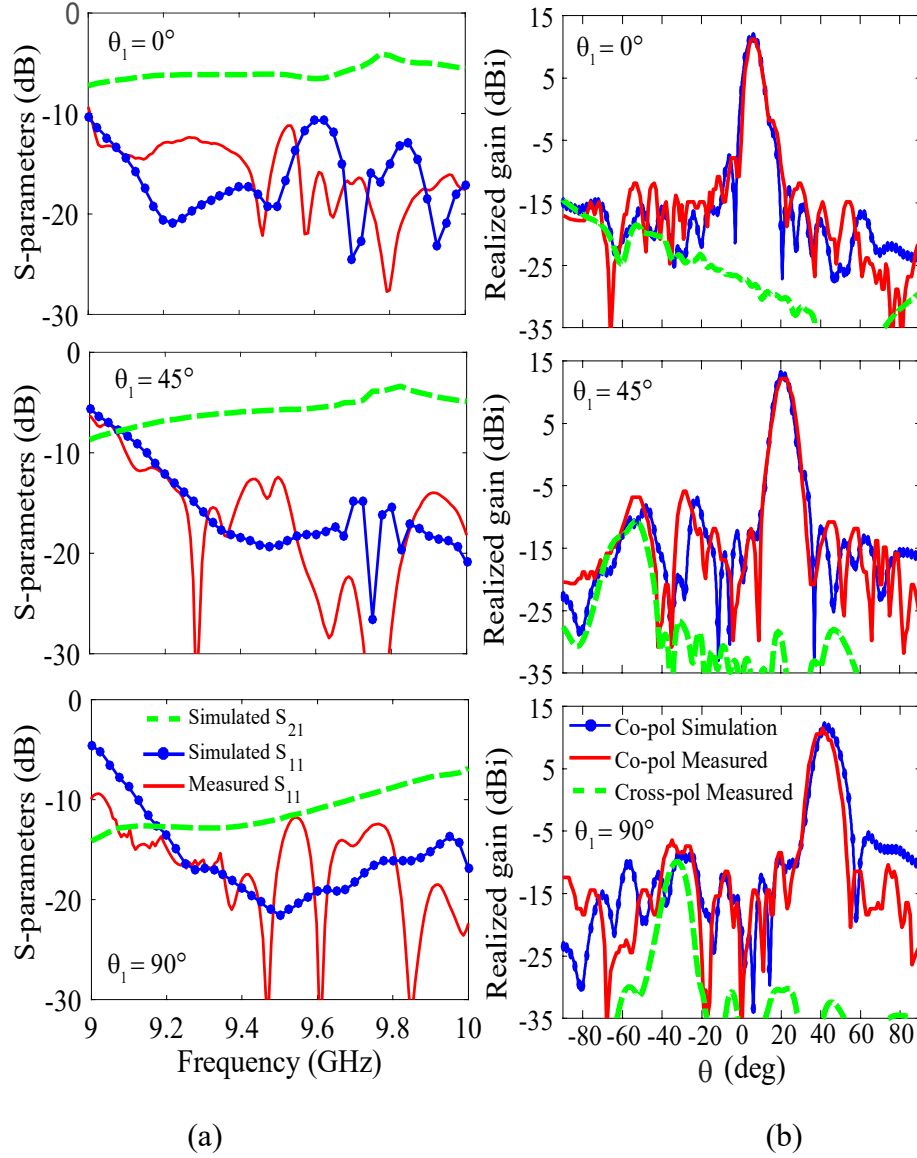 0
-10
-20
-30
S-parameters (dB)
θ1 = 0°
15
5
-5
-15
-25
-35
Realized gain (dBi)
θ1 = 0°
0
-10
-20
-30
S-parameters (dB)
θ1 = 45°
15
5
-5
-15
-25
-35
Realized gain (dBi)
θ1 = 45°
0
-10
-20
-30
S-parameters (dB)
Simulated S21
Simulated S11
Measured S11
θ1 = 90°
9 9.2 9.4 9.6 9.8 10
Frequency (GHz)
15
5
-5
-15
-25
-35
Realized gain (dBi)
Co-pol Simulation
Co-pol Measured
Cross-pol Measured
θ1 = 90°
-80 -60 -40 -20 0 20 40 60 80
θ (deg)
(a)
(b)